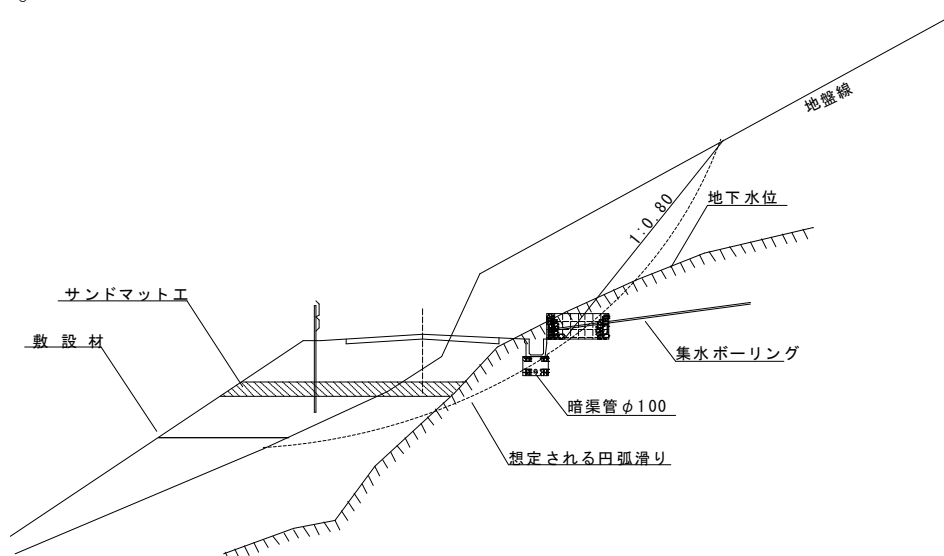 地盤線
1:0.80
地下水位
サンドマット工
敷設材
集水ボーリング
暗渠管φ100
想定される円弧滑り